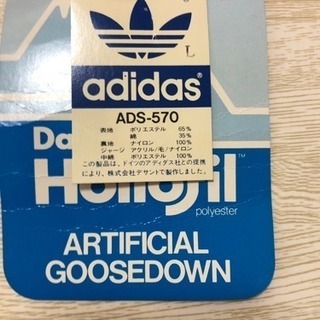 L
adidas®
ADS-570
表地 ポリエステル 65%
綿 35%
裏地 ナイロン 100%
ジャージ アクリル/毛/ナイロン
中綿 ポリエステル 100%
この製品は、ドイツのアディダス社との提携
により、株式会社デサントで製作しました。
Da
Hollofil™
polyester
ARTIFICIAL
GOOSEDOWN